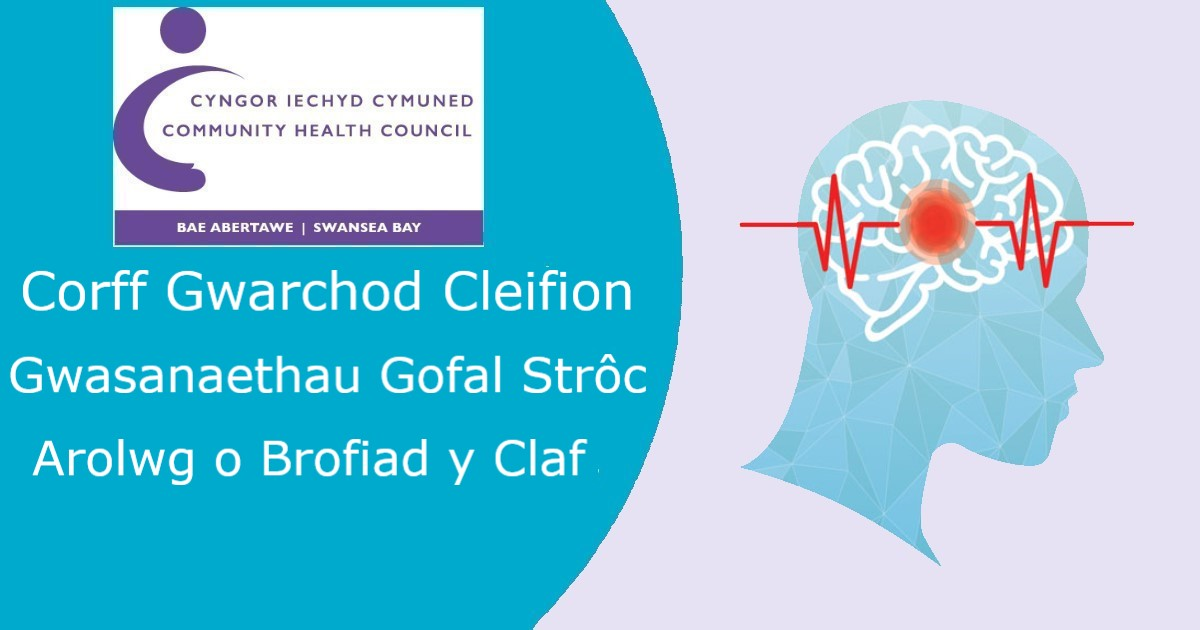 CYNGOR IECHYD CYMUNED
COMMUNITY HEALTH COUNCIL
BAE ABERTAWE | SWANSEA BAY
Corff Gwarchod Cleifion
Gwasanaethau Gofal Strôc
Arolwg o Brofiad y Claf